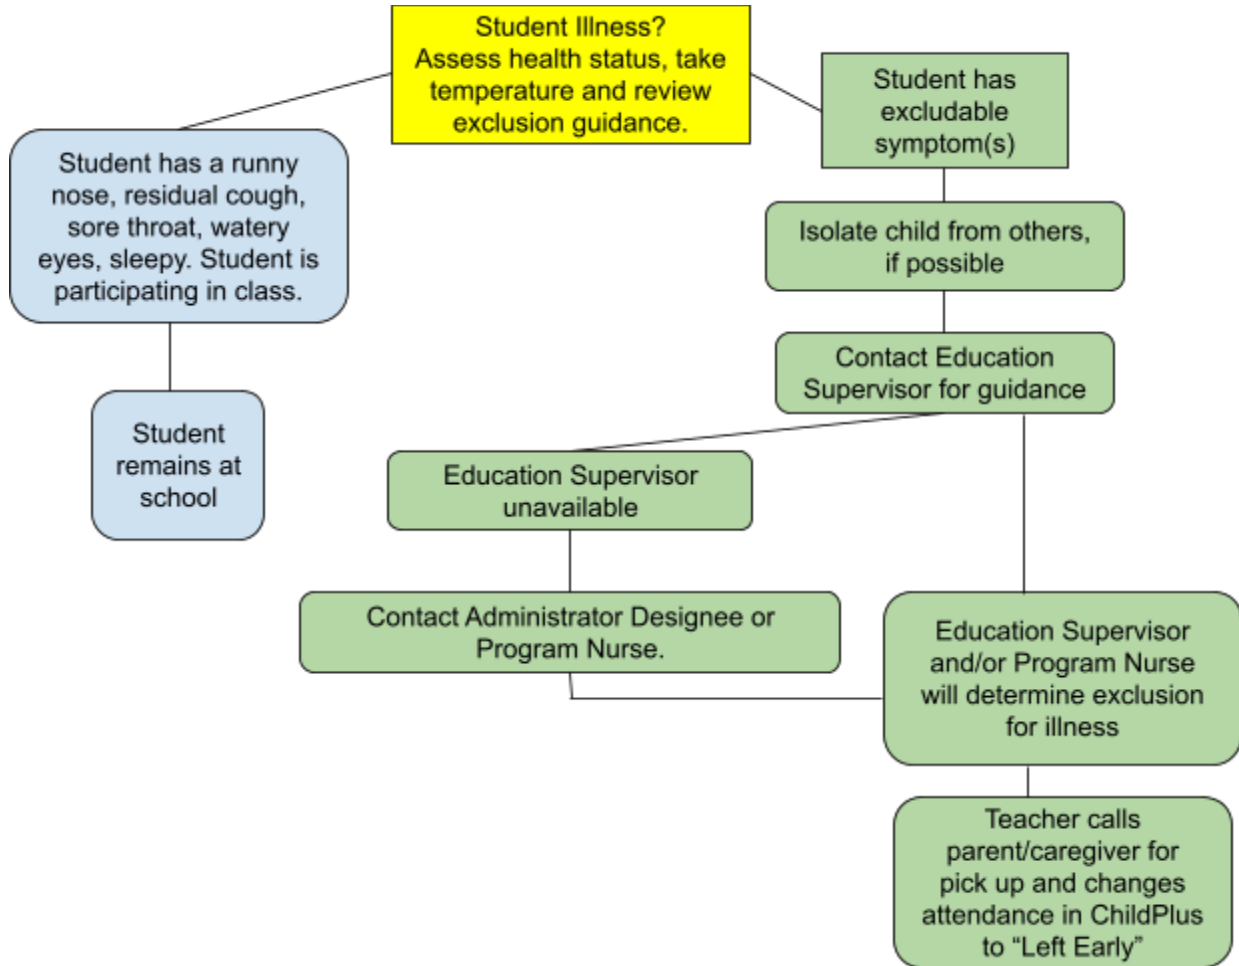 Student Illness?
Assess health status, take
temperature and review
exclusion guidance.
Student has
excludable
symptom(s)
Student has a runny
nose, residual cough,
sore throat, watery
eyes, sleepy. Student is
participating in class.
Isolate child from others,
if possible
Contact Education
Supervisor for guidance
Student
remains at
school
Education Supervisor
unavailable
Contact Administrator Designee or
Program Nurse.
Education Supervisor
and/or Program Nurse
will determine exclusion
for illness
Teacher calls
parent/caregiver for
pick up and changes
attendance in ChildPlus
to “Left Early”